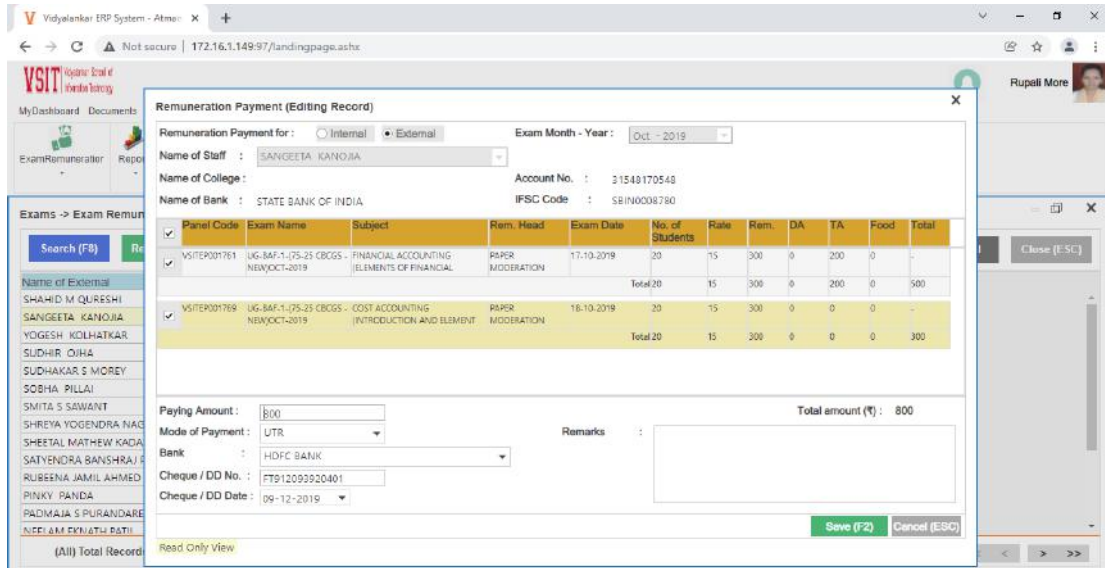 Vidyalankar ERP System - Atman
Not secure | 172.16.1.149:97/landingpage.ashx
VSIT Vidyalankar School of
Information Technology
Rupali More
MyDashboard Documents
ExamRemuneration Repo
Exams -> Exam Remun
Search (F8) Re
Close (ESC)
Name of External
SHAHID M QURESHI
SANGEETA KANOJIA
YOGESH KOLHATKAR
SUDHIR OJHA
SUDHAKAR S MOREY
SOBHA PILLAI
SMITA S SAWANT
SHREYA YOGENDRA NAG
SHEETAL MATHEW KADA
SATYENDRA BANSHRAJ
RUBEENA JAMIL AHMED
PINKY PANDA
PADMAJA S PURANDARE
NEELAM EKNATH PATIL
(All) Total Record
< > >>
Remuneration Payment (Editing Record) X
Remuneration Payment for : Internal External Exam Month - Year : Oct - 2019
Name of Staff : SANGEETA KANOJIA
Name of College : Account No. : 31548170548
Name of Bank : STATE BANK OF INDIA IFSC Code : SBIN0008780
Panel Code Exam Name Subject Rem. Head Exam Date No. of Students Rate Rem. DA TA Food Total
VSITEP001761 UG-BAF-1-(75-25 CBCGS - FINANCIAL ACCOUNTING PAPER 17-10-2019 20 15 300 0 200 0 -
NEW)OCT-2019 (ELEMENTS OF FINANCIAL MODERATION
Total 20 15 300 0 200 0 500
VSITEP001769 UG-BAF-1-(75-25 CBCGS - COST ACCOUNTING PAPER 18-10-2019 20 15 300 0 0 0 -
NEW)OCT-2019 (INTRODUCTION AND ELEMENT MODERATION
Total 20 15 300 0 0 0 300
Paying Amount : 800 Total amount (₹) : 800
Mode of Payment : UTR Remarks :
Bank : HDFC BANK
Cheque / DD No. : FT912093920401
Cheque / DD Date : 09-12-2019
Save (F2) Cancel (ESC)
Read Only View